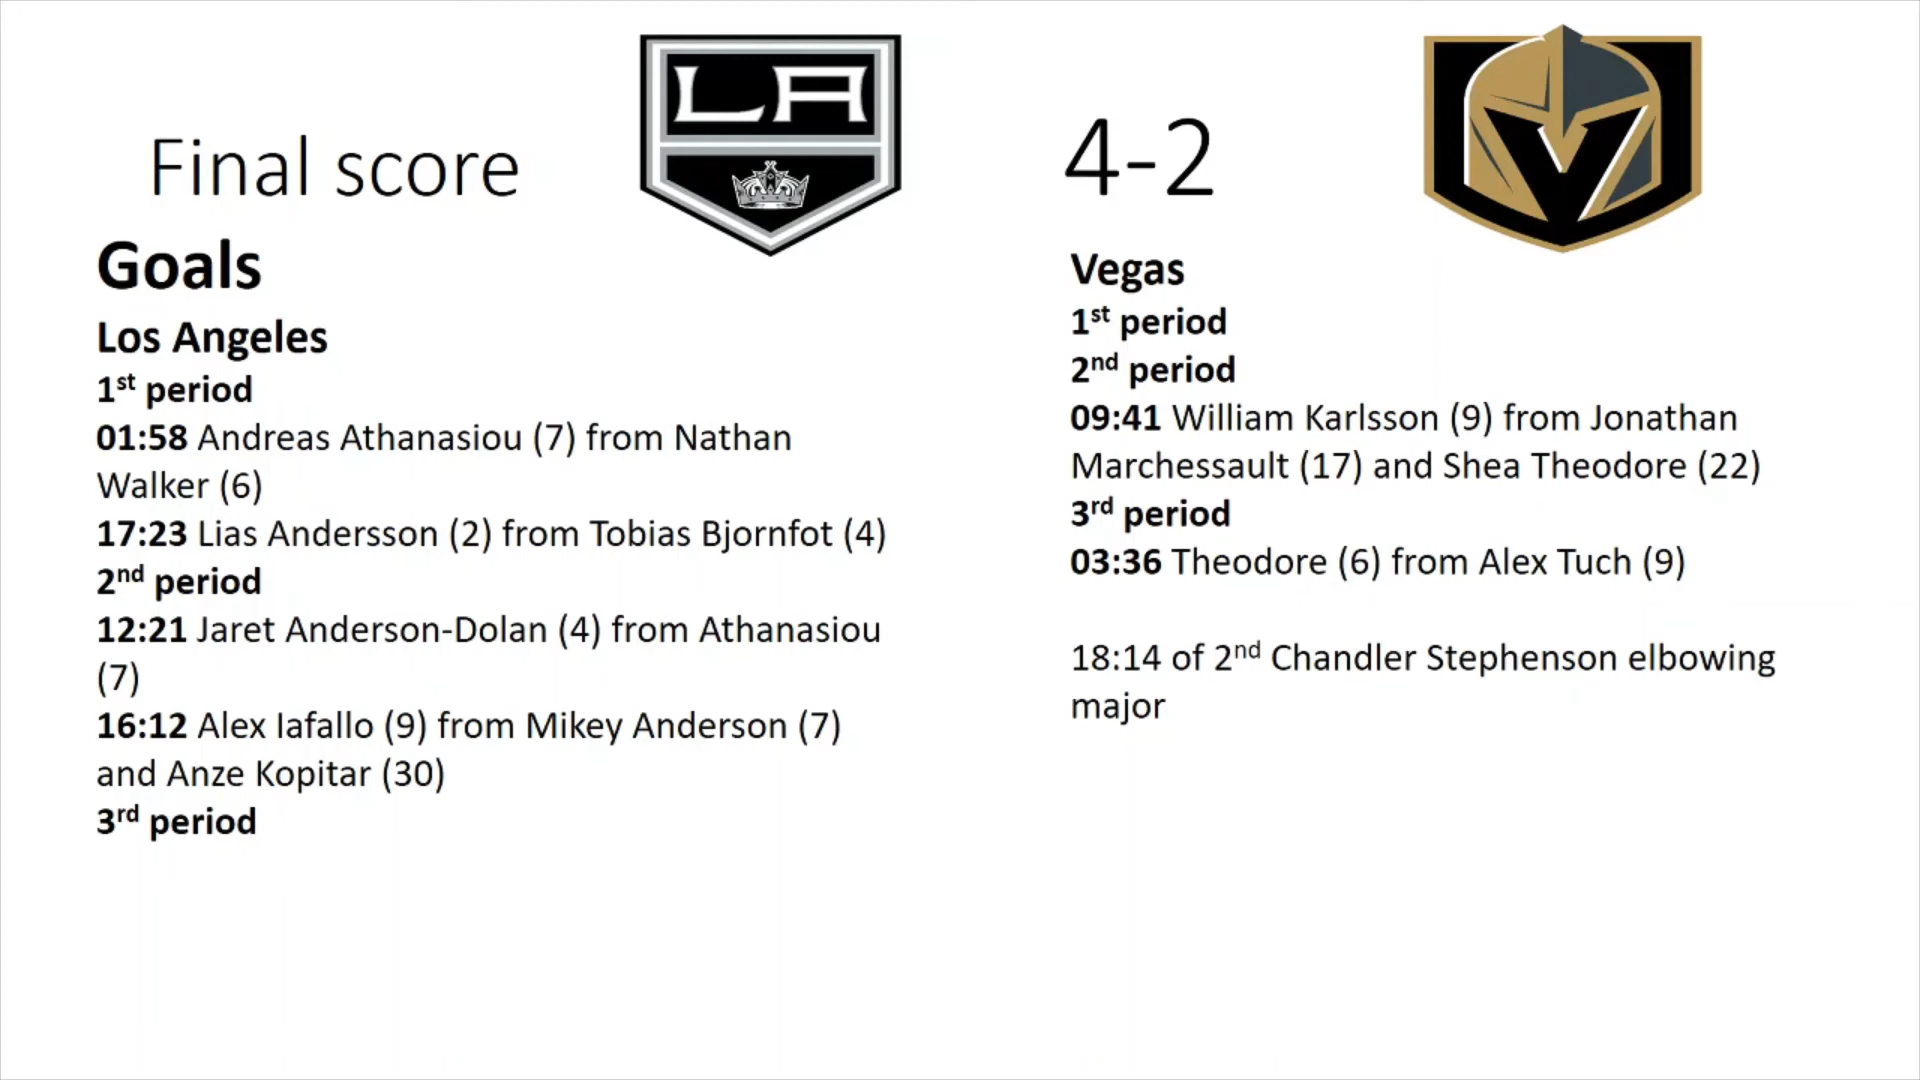 LA
Final score
4-2
Goals
Los Angeles
1st period
01:58 Andreas Athanasiou (7) from Nathan
Walker (6)
17:23 Lias Andersson (2) from Tobias Bjornfot (4)
2nd period
12:21 Jaret Anderson-Dolan (4) from Athanasiou
(7)
16:12 Alex Iafallo (9) from Mikey Anderson (7)
and Anze Kopitar (30)
3rd period
Vegas
1st period
2nd period
09:41 William Karlsson (9) from Jonathan
Marchessault (17) and Shea Theodore (22)
3rd period
03:36 Theodore (6) from Alex Tuch (9)
18:14 of 2nd Chandler Stephenson elbowing
major